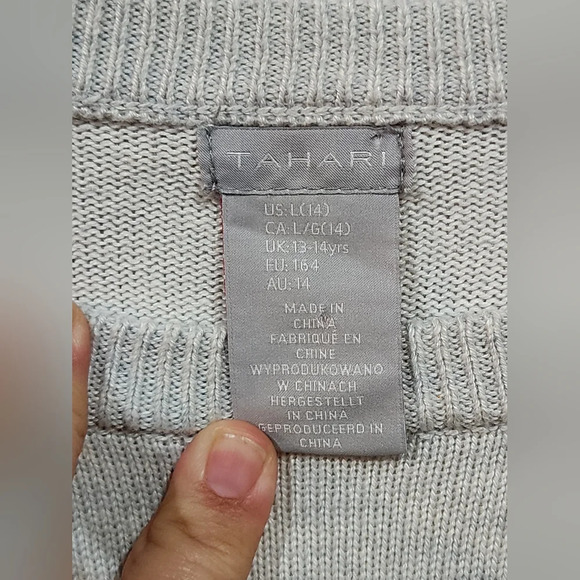 TAHARI
US: L(14)
CA: L/G(14)
UK: 13-14yrs
EU: 164
AU: 14
MADE IN
CHINA
FABRIQUÉ EN
CHINE
WYPRODUKOWANO
W CHINACH
HERGESTELLT
IN CHINA
GEPRODUCEERD IN
CHINA